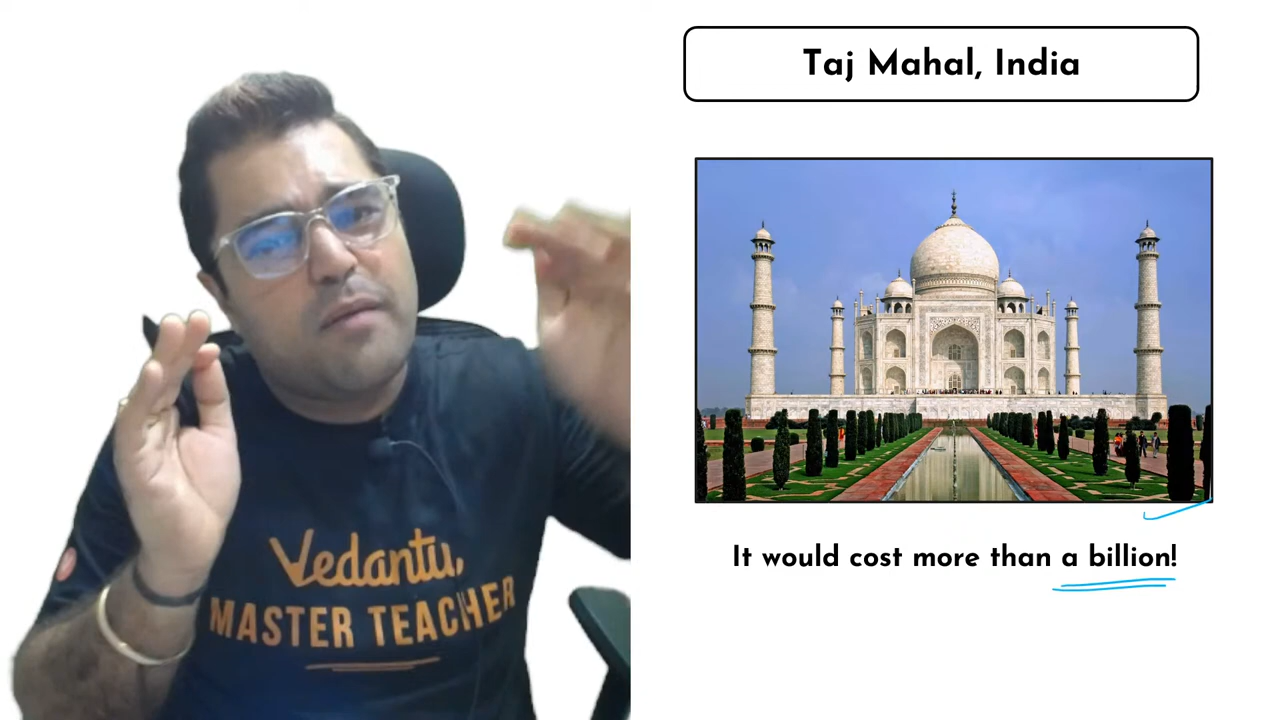 Taj Mahal, India
It would cost more than a billion!
Vedantu
MASTER TEACHER